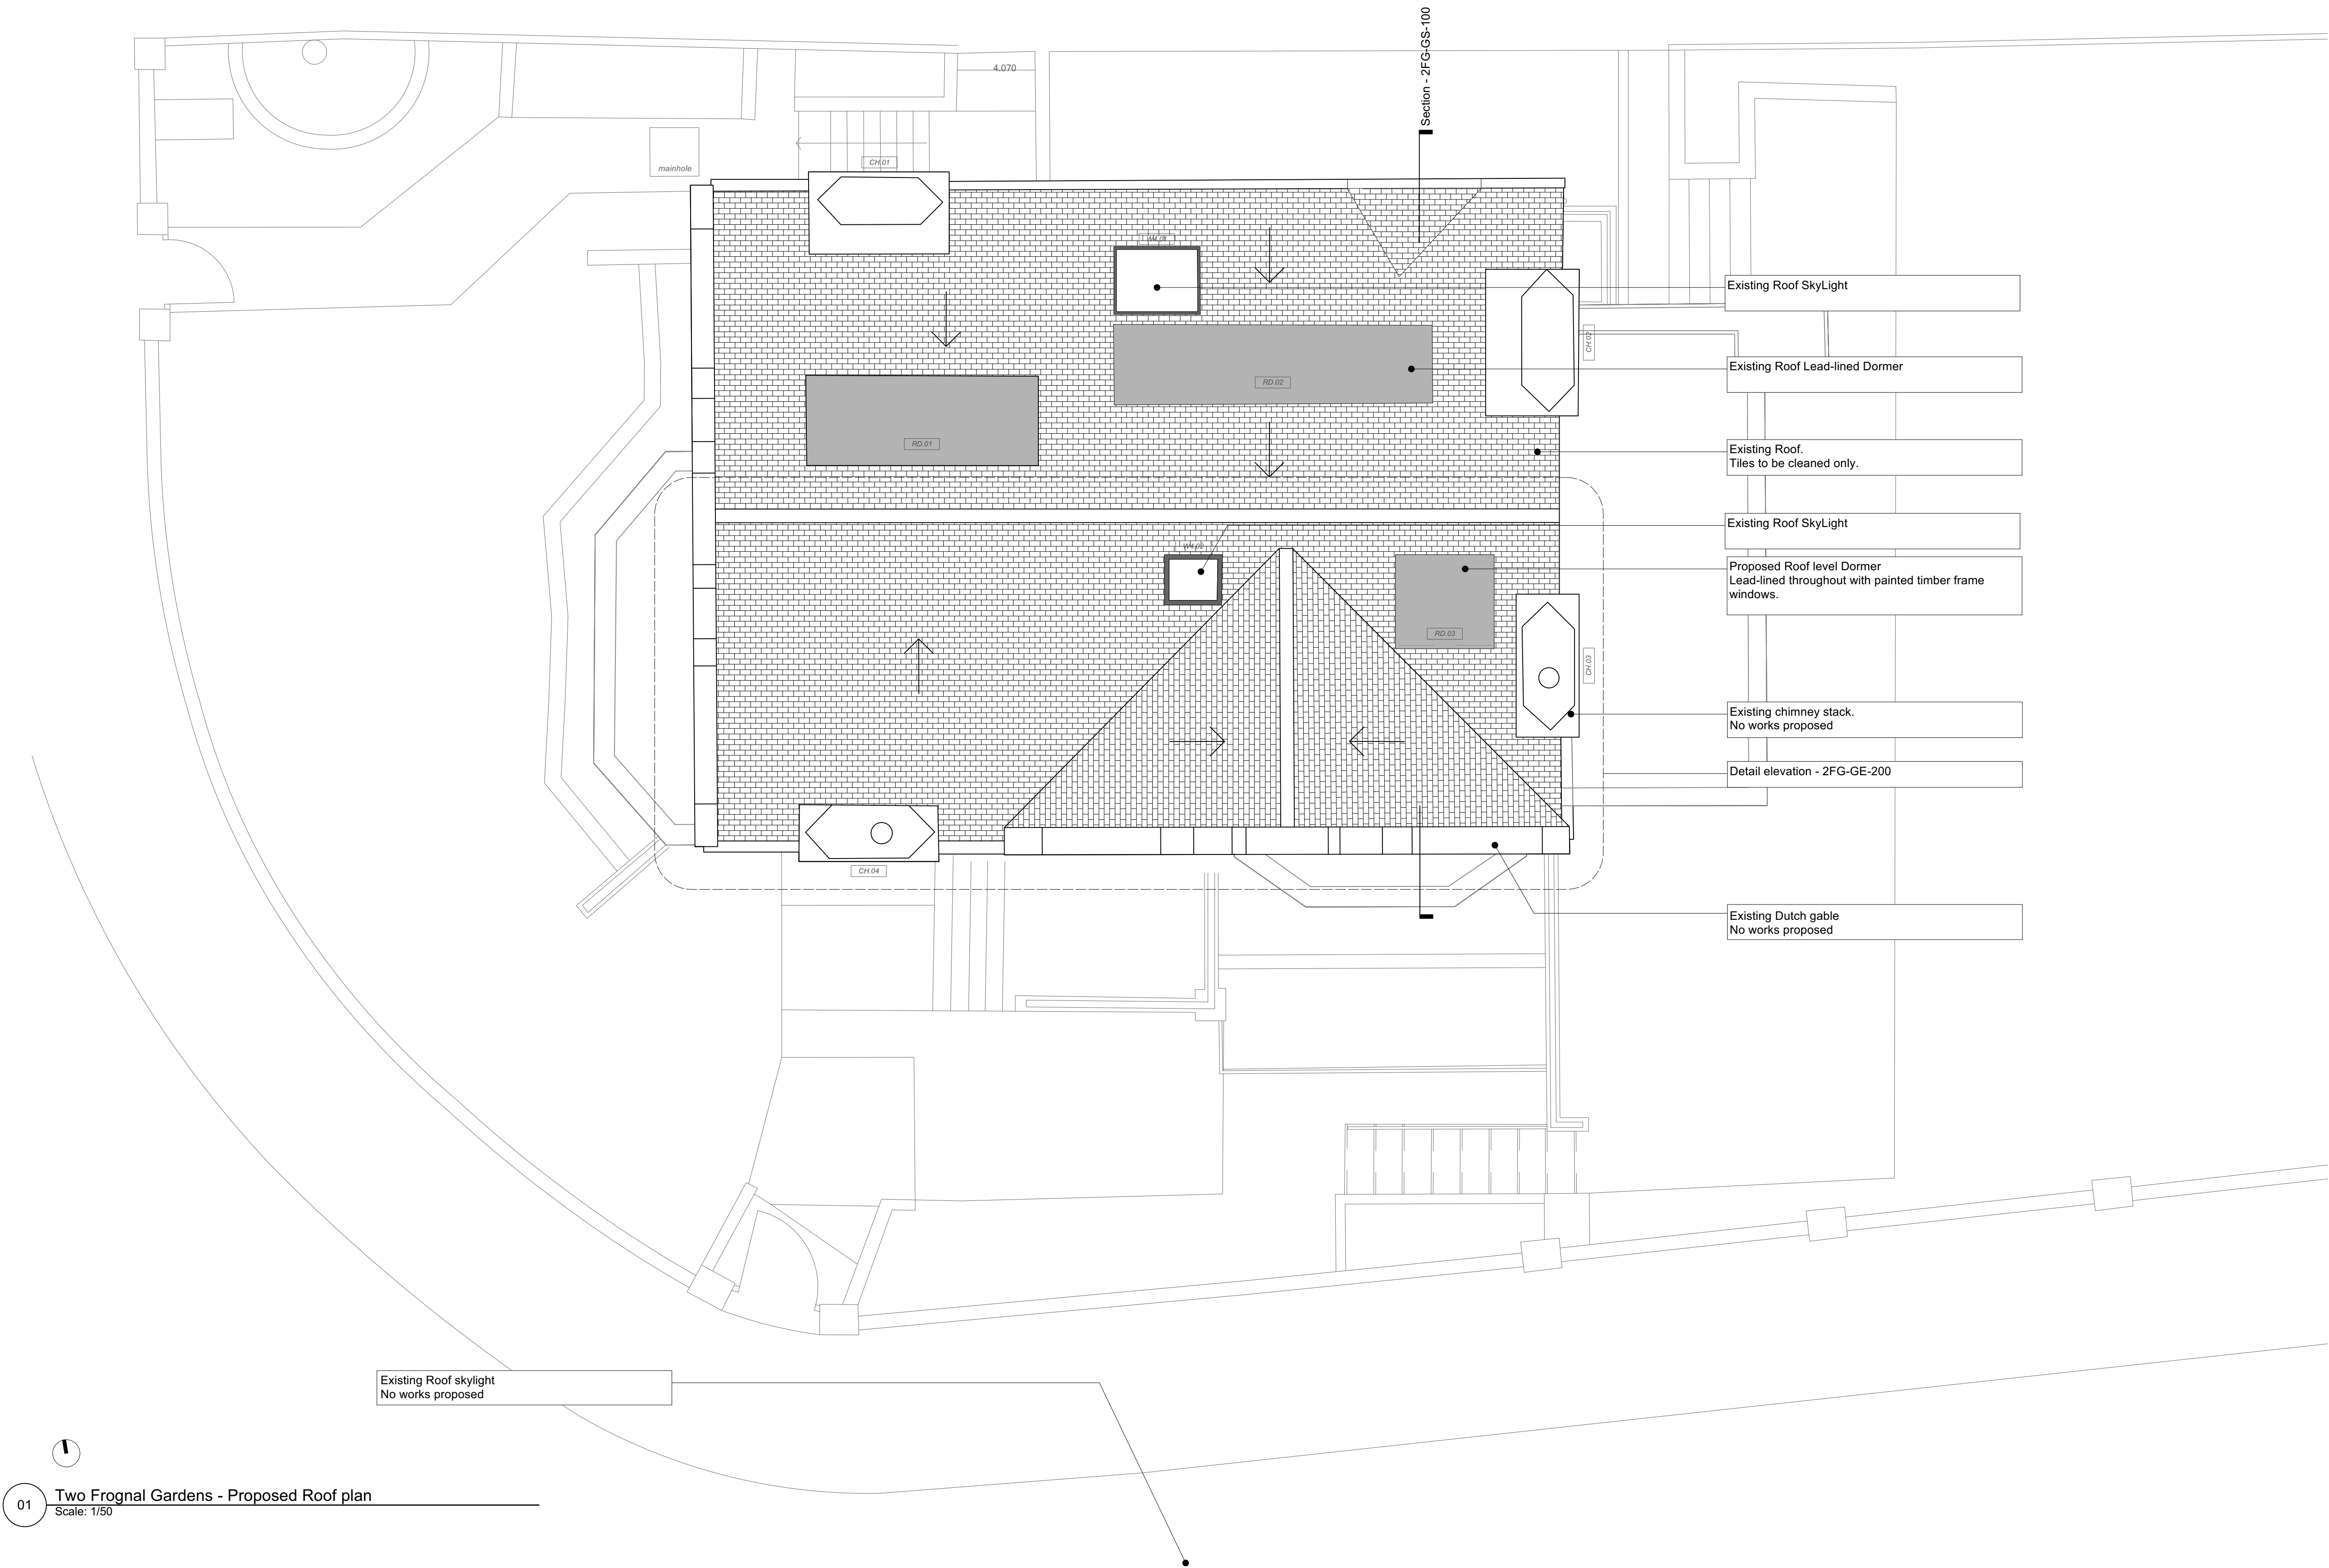 Section - 2FG-GS-100
4.070
mainhole
CH.01
W4.01
Existing Roof SkyLight
CH.02
Existing Roof Lead-lined Dormer
RD.02
RD.01
Existing Roof.
Tiles to be cleaned only.
Existing Roof SkyLight
W4.02
Proposed Roof level Dormer
Lead-lined throughout with painted timber frame
windows.
RD.03
CH.03
Existing chimney stack.
No works proposed
Detail elevation - 2FG-GE-200
CH.04
Existing Dutch gable
No works proposed
Existing Roof skylight
No works proposed
01
Two Frognal Gardens - Proposed Roof plan
Scale: 1/50